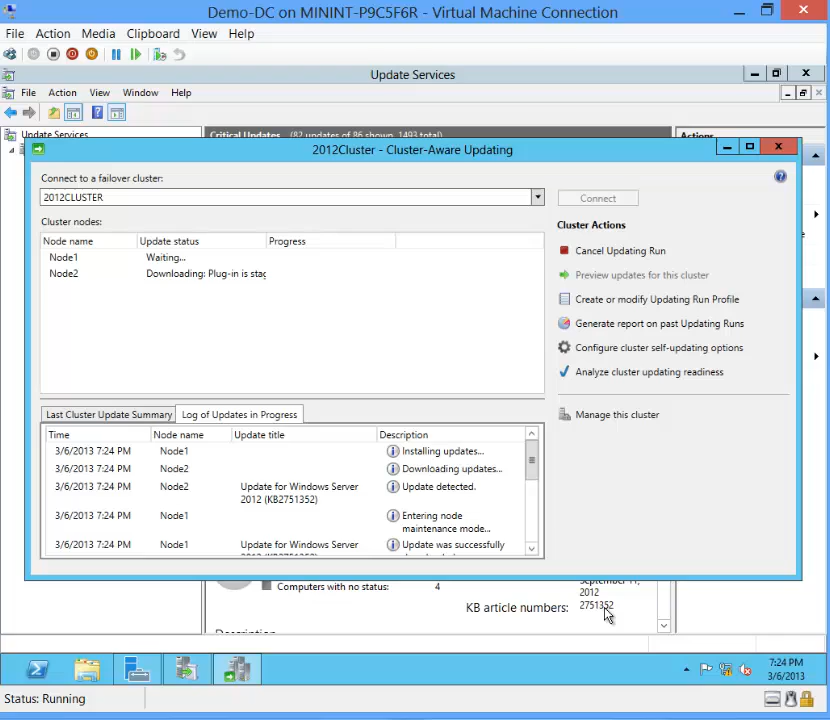 Demo-DC on MININT-P9C5F6R - Virtual Machine Connection
File Action Media Clipboard View Help
Update Services
File Action View Window Help
Update Services
Critical Updates (82 updates of 86 shown, 1493 total)
Actions
2012Cluster - Cluster-Aware Updating
Connect to a failover cluster:
2012CLUSTER
Connect
Cluster nodes:
Node name Update status Progress
Node1 Waiting...
Node2 Downloading: Plug-in is stag
Cluster Actions
Cancel Updating Run
Preview updates for this cluster
Create or modify Updating Run Profile
Generate report on past Updating Runs
Configure cluster self-updating options
Analyze cluster updating readiness
Manage this cluster
Last Cluster Update Summary Log of Updates in Progress
Time Node name Update title Description
3/6/2013 7:24 PM Node1 Installing updates...
3/6/2013 7:24 PM Node2 Downloading updates...
3/6/2013 7:24 PM Node2 Update for Windows Server Update detected.
2012 (KB2751352)
3/6/2013 7:24 PM Node1 Entering node
maintenance mode...
3/6/2013 7:24 PM Node1 Update for Windows Server Update was successfully
Computers with no status: 4
2012
KB article numbers: 2751352
Description
7:24 PM
3/6/2013
Status: Running